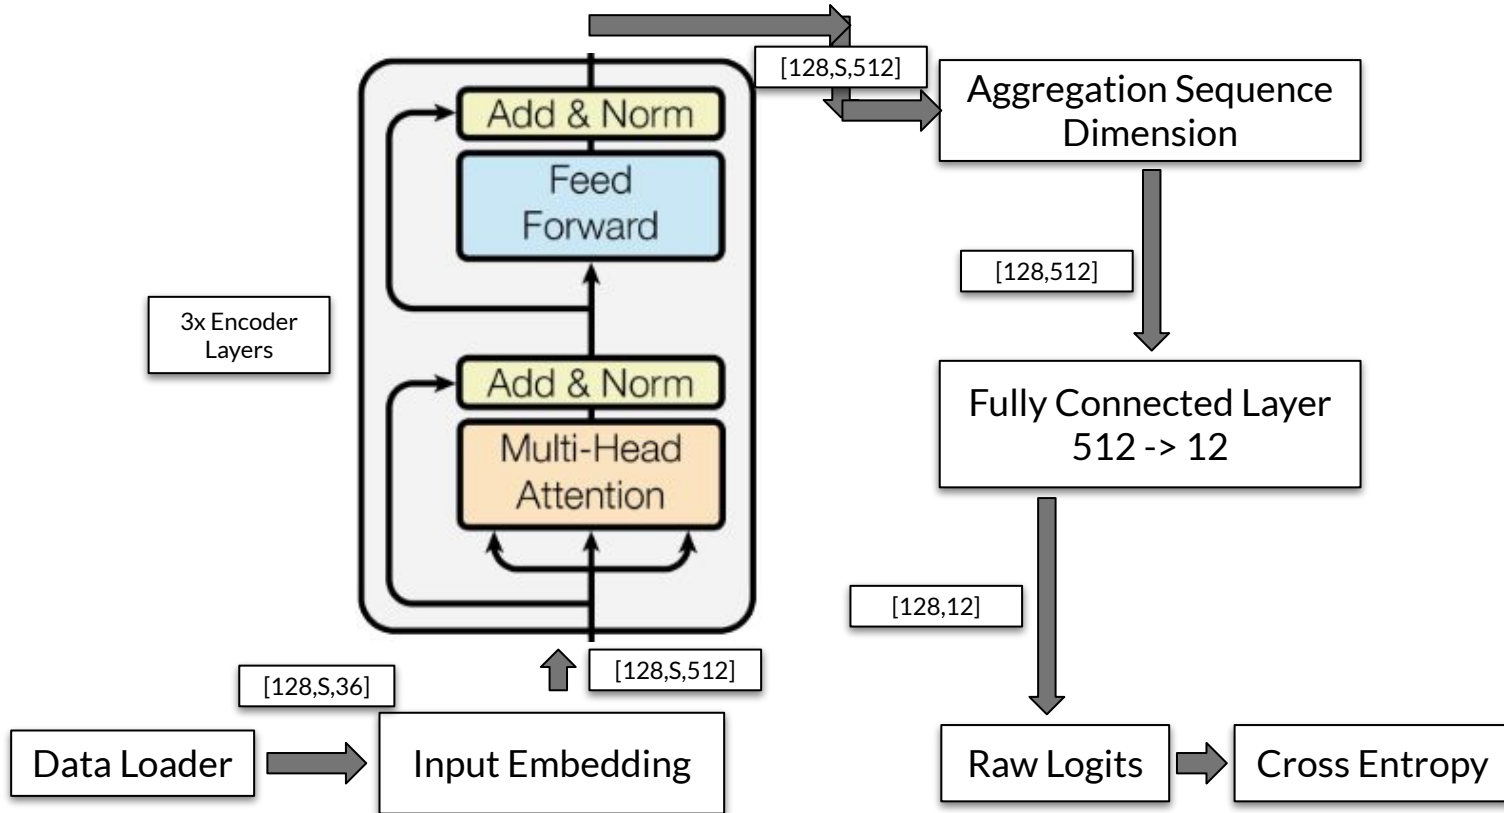 [128,S,512]
Aggregation Sequence
Dimension
Add & Norm
Feed
Forward
[128,512]
3x Encoder
Layers
Add & Norm
Fully Connected Layer
512 -> 12
Multi-Head
Attention
[128,12]
[128,S,36]
[128,S,512]
Data Loader
Input Embedding
Raw Logits
Cross Entropy